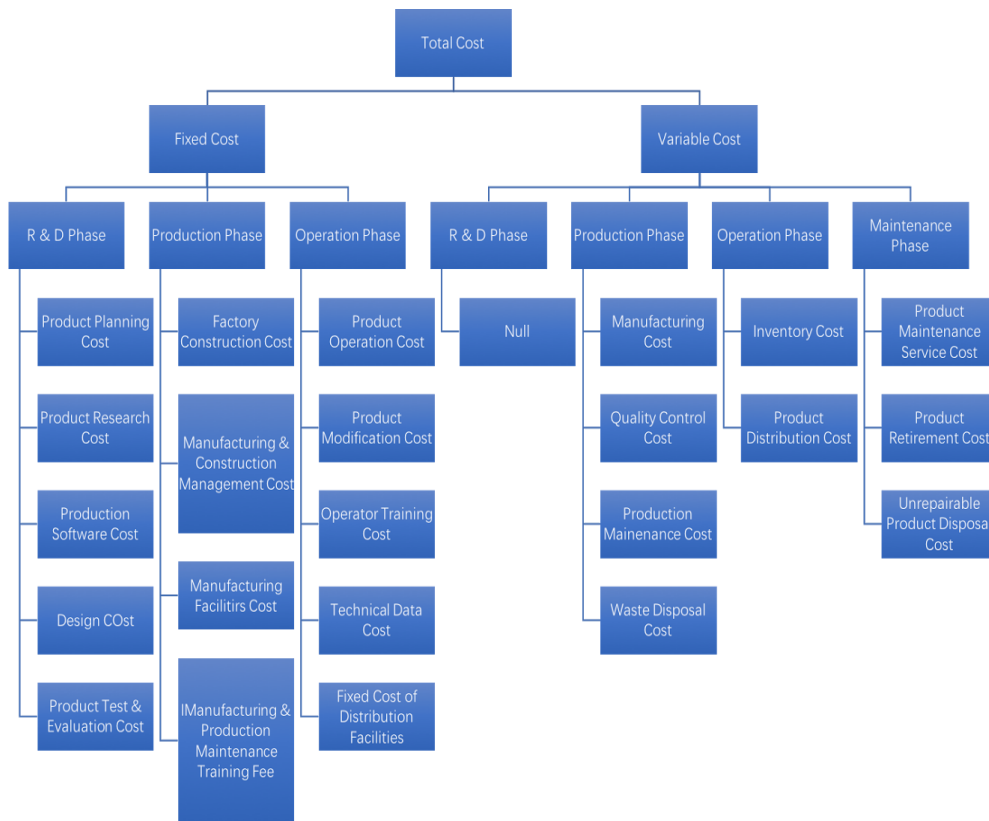 Total Cost
Fixed Cost
Variable Cost
R & D Phase
Production Phase
Operation Phase
R & D Phase
Production Phase
Operation Phase
Maintenance
Phase
Product Planning
Cost
Product Research
Cost
Production
Software Cost
Design COst
Product Test &
Evaluation Cost
Factory
Construction Cost
Manufacturing &
Construction
Management Cost
Manufacturing
Facilitirs Cost
IManufacturing &
Production
Maintenance
Training Fee
Product
Operation Cost
Product
Modification Cost
Operator Training
Cost
Technical Data
Cost
Fixed Cost of
Distribution
Facilities
Null
Manufacturing
Cost
Quality Control
Cost
Production
Mainenance Cost
Waste Disposal
Cost
Inventory Cost
Product
Distribution Cost
Product
Maintenance
Service Cost
Product
Retirement Cost
Unrepairable
Product Disposa
Cost